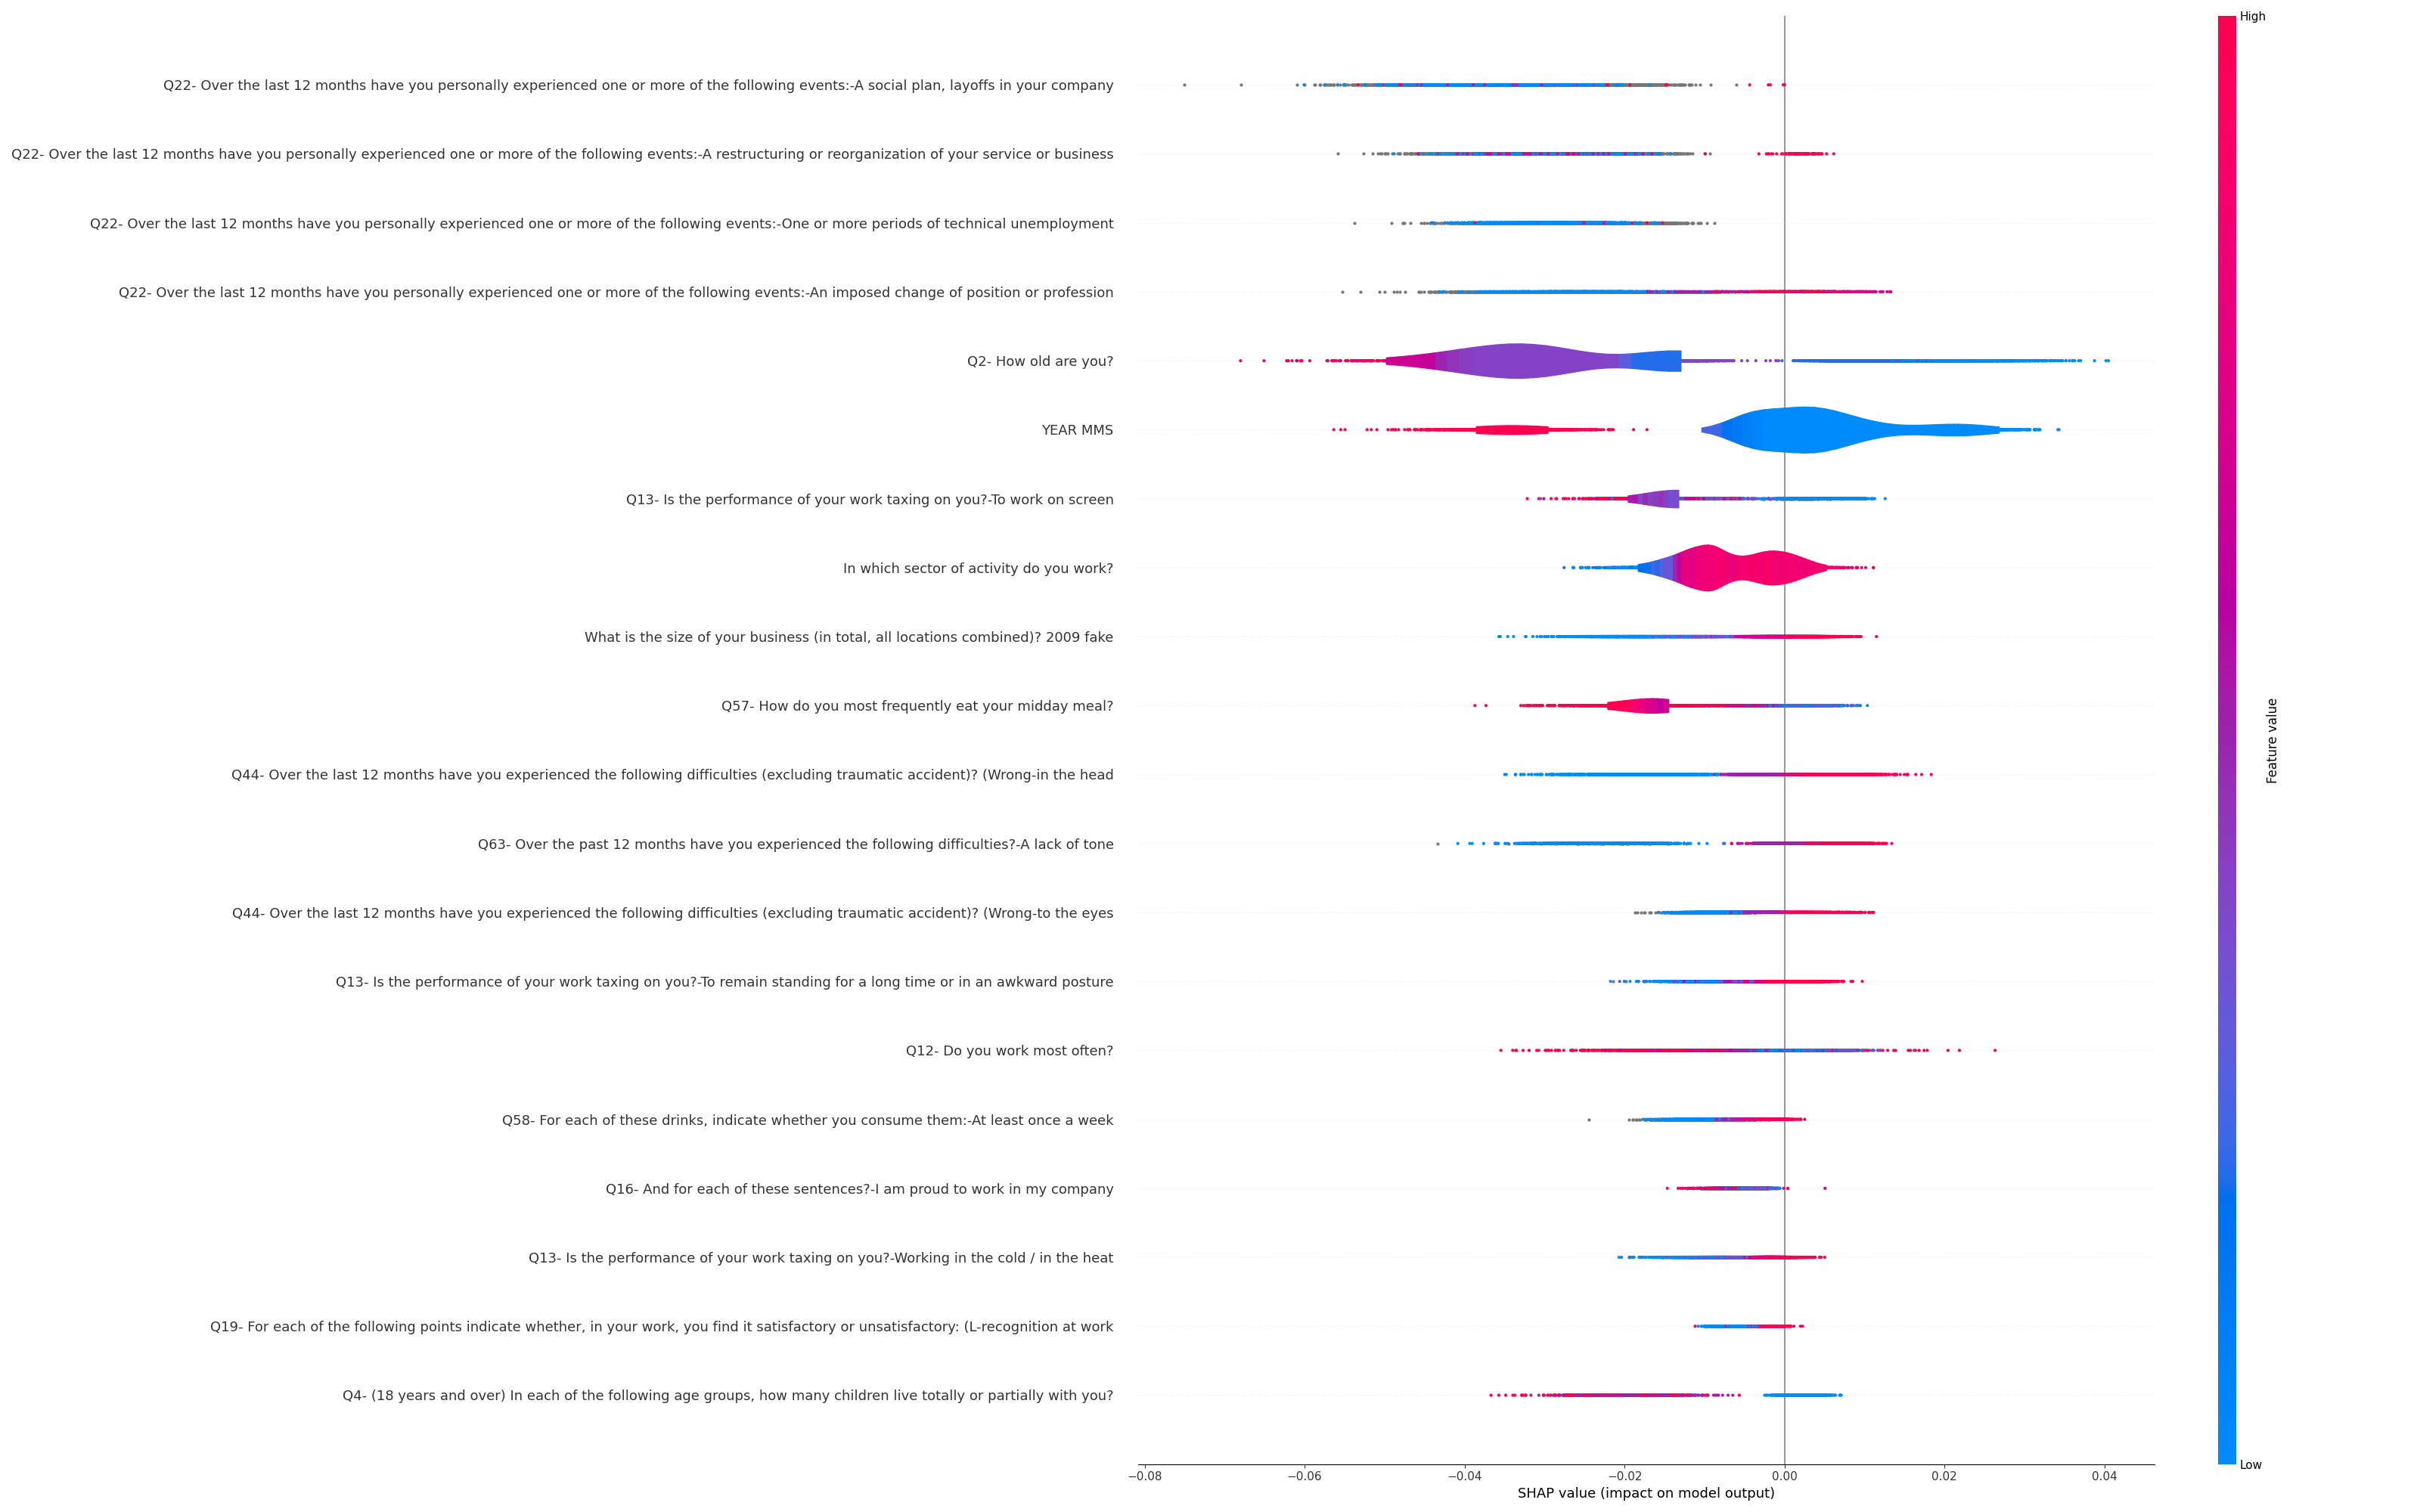 High
Q22- Over the last 12 months have you personally experienced one or more of the following events:-A social plan, layoffs in your company
Q22- Over the last 12 months have you personally experienced one or more of the following events:-A restructuring or reorganization of your service or business
Q22- Over the last 12 months have you personally experienced one or more of the following events:-One or more periods of technical unemployment
Q22- Over the last 12 months have you personally experienced one or more of the following events:-An imposed change of position or profession
Q2- How old are you?
YEAR MMS
Q13- Is the performance of your work taxing on you?-To work on screen
In which sector of activity do you work?
What is the size of your business (in total, all locations combined)? 2009 fake
Q57- How do you most frequently eat your midday meal?
Q44- Over the last 12 months have you experienced the following difficulties (excluding traumatic accident)? (Wrong-in the head
Q63- Over the past 12 months have you experienced the following difficulties?-A lack of tone
Q44- Over the last 12 months have you experienced the following difficulties (excluding traumatic accident)? (Wrong-to the eyes
Q13- Is the performance of your work taxing on you?-To remain standing for a long time or in an awkward posture
Q12- Do you work most often?
Q58- For each of these drinks, indicate whether you consume them:-At least once a week
Q16- And for each of these sentences?-I am proud to work in my company
Q13- Is the performance of your work taxing on you?-Working in the cold / in the heat
Q19- For each of the following points indicate whether, in your work, you find it satisfactory or unsatisfactory: (L-recognition at work
Q4- (18 years and over) In each of the following age groups, how many children live totally or partially with you?
Feature value
Low
−0.08 −0.06 −0.04 −0.02 0.00 0.02 0.04
SHAP value (impact on model output)